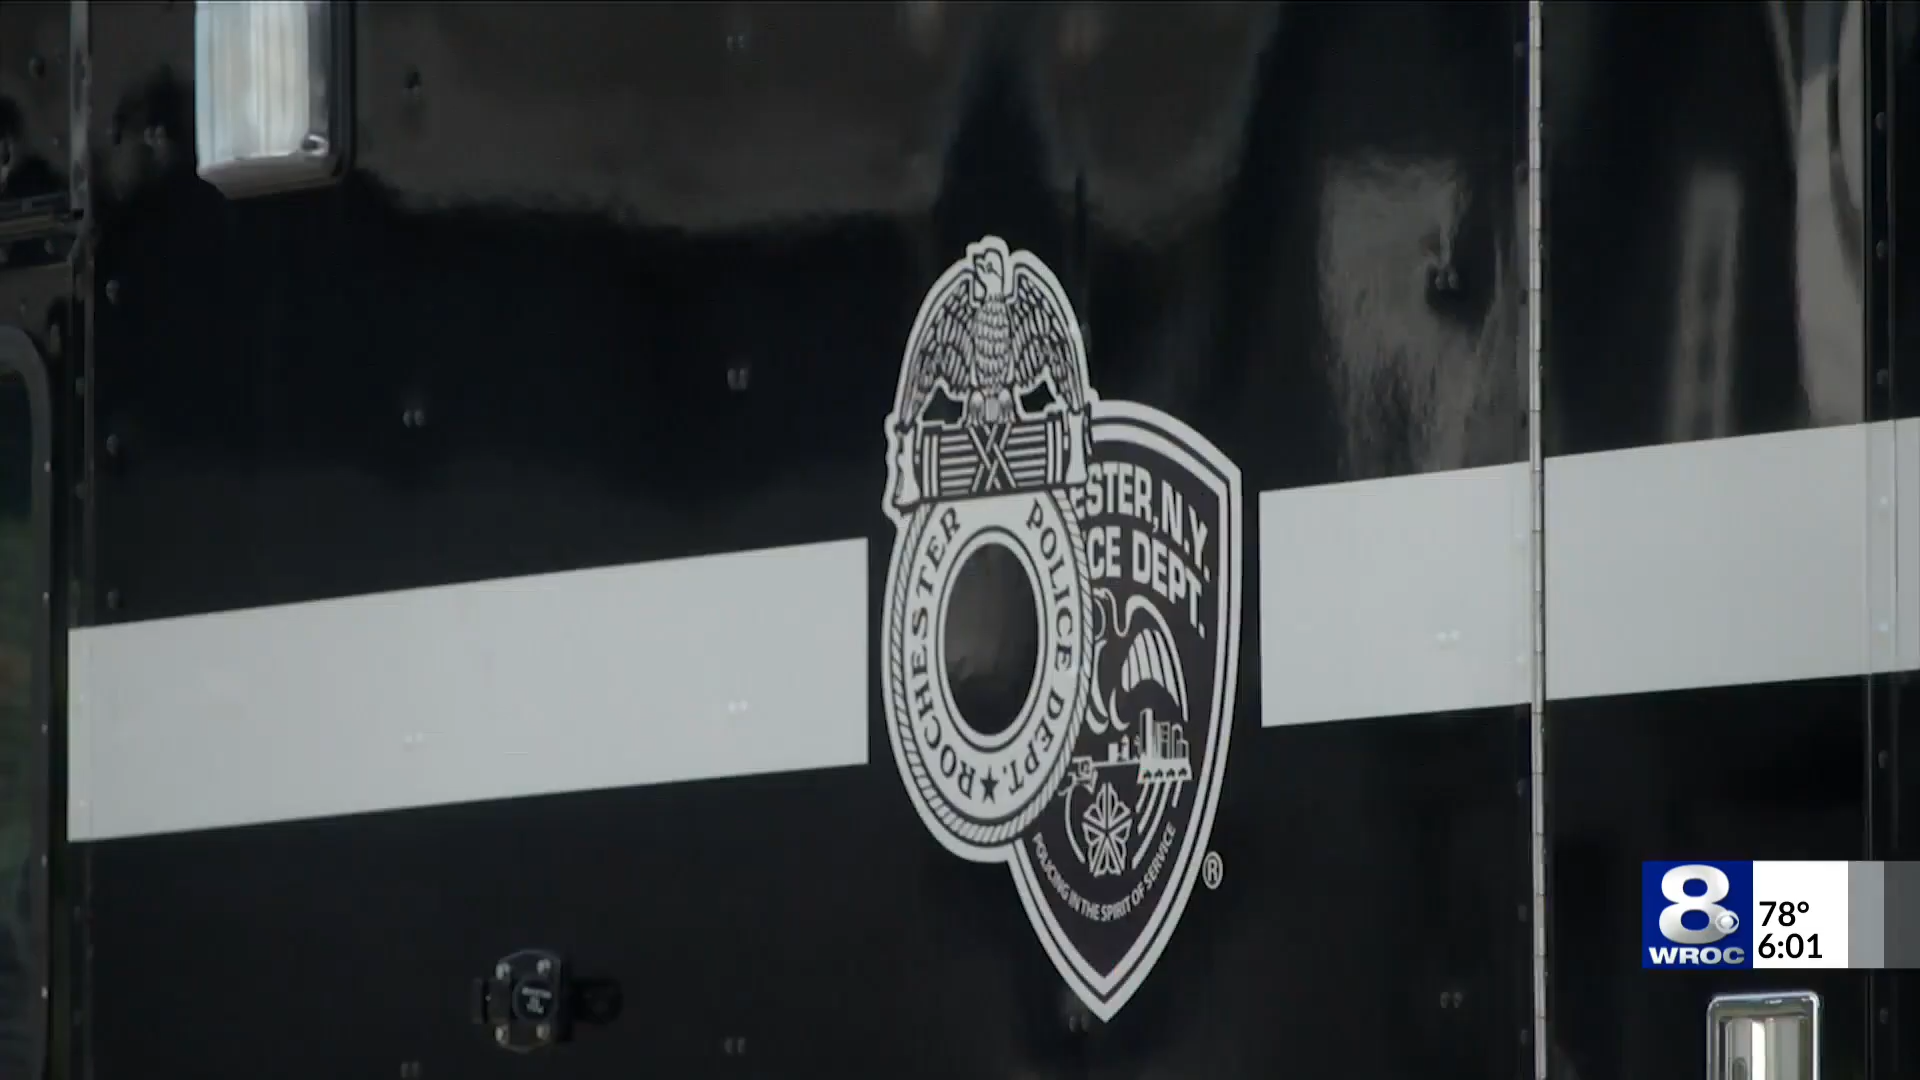 ROCHESTER POLICE DEPT. ★
ESTER, N.Y.
CE DEPT.
POLICING IN THE SPIRIT OF SERVICE
®
8
WROC
78°
6:01